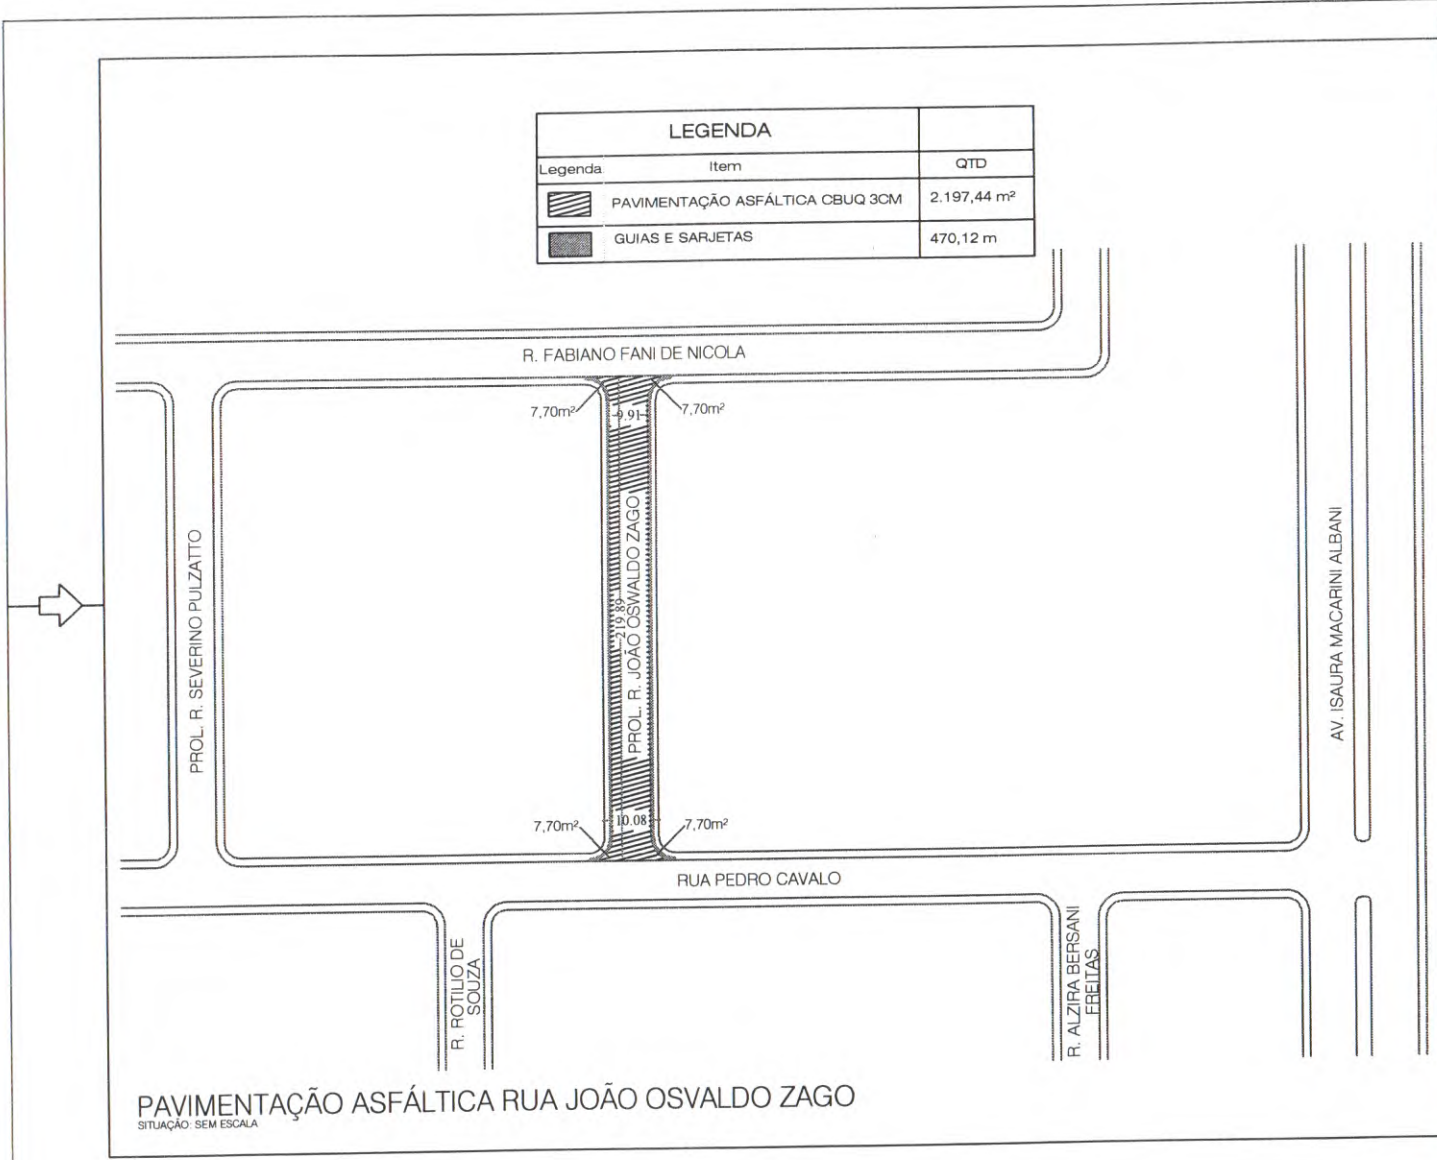 LEGENDA
Legenda Item QTD
PAVIMENTAÇÃO ASFÁLTICA CBUQ 3CM 2.197,44 m²
GUIAS E SARJETAS 470,12 m
R. FABIANO FANI DE NICOLA
7,70m² 9.91 7,70m²
PROL. R. SEVERINO PULZATTO
219.89
PROL. R. JOÃO OSWALDO ZAGO
AV. ISAURA MACARINI ALBANI
7,70m² 10.08 7,70m²
RUA PEDRO CAVALO
R. ROTILIO DE
SOUZA
R. ALZIRA BERSANI
FREITAS
PAVIMENTAÇÃO ASFÁLTICA RUA JOÃO OSVALDO ZAGO
SITUAÇÃO: SEM ESCALA